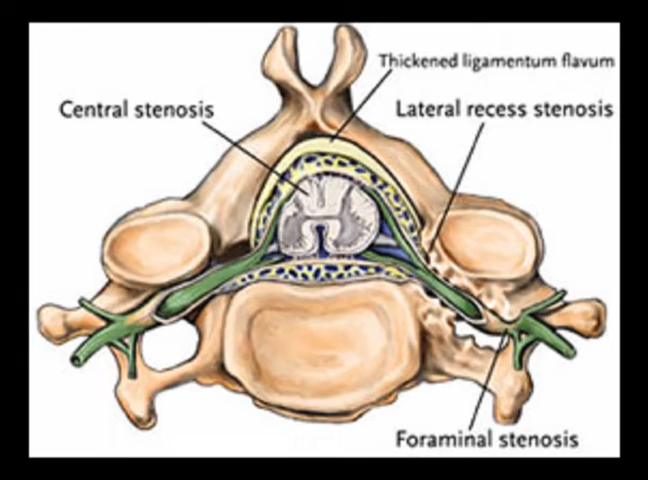 Thickened ligamentum flavum
Central stenosis
Lateral recess stenosis
Foraminal stenosis